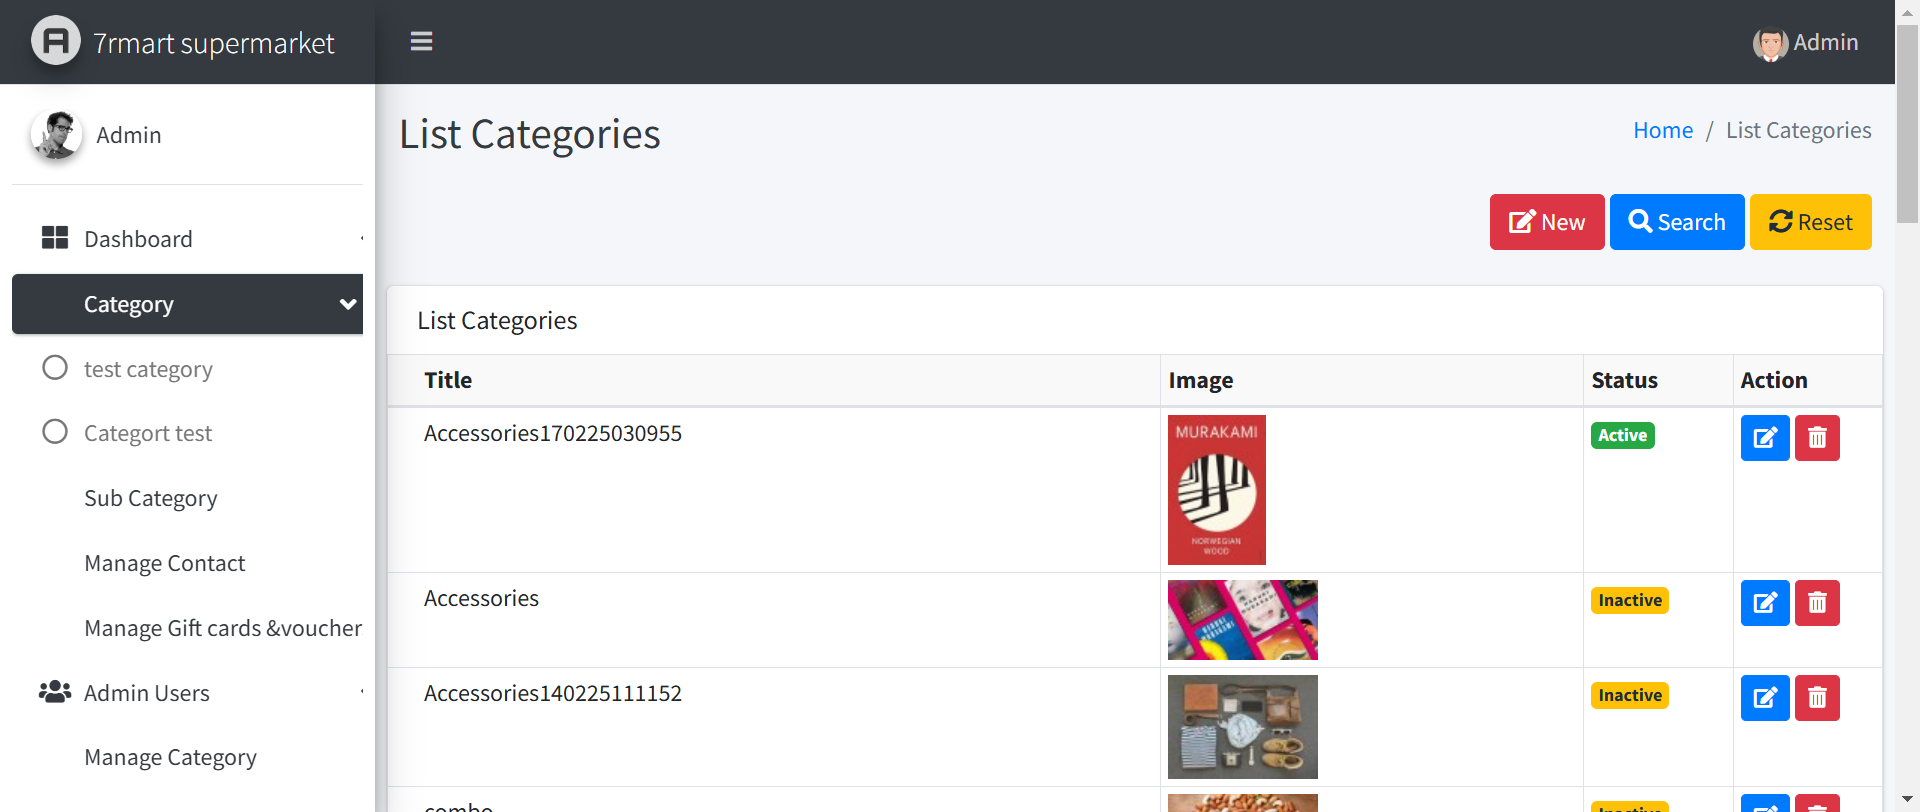 7rmart supermarket
Admin
Admin
List Categories
Home / List Categories
New Search Reset
Dashboard
Category
test category
Categort test
Sub Category
Manage Contact
Manage Gift cards &voucher
Admin Users
Manage Category
List Categories
Title Image Status Action
Accessories170225030955 Active
MURAKAMI
NORWEGIAN
WOOD
Accessories Inactive
Accessories140225111152 Inactive
combo Inactive